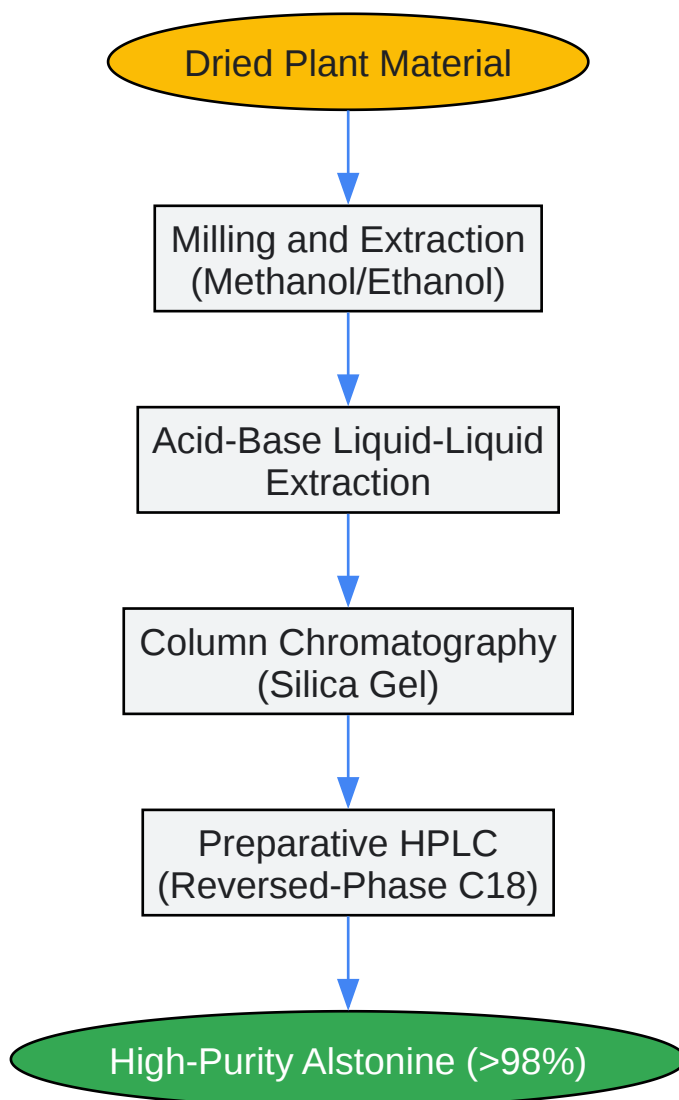 Dried Plant Material
Milling and Extraction
(Methanol/Ethanol)
Acid-Base Liquid-Liquid
Extraction
Column Chromatography
(Silica Gel)
Preparative HPLC
(Reversed-Phase C18)
High-Purity Alstonine (>98%)